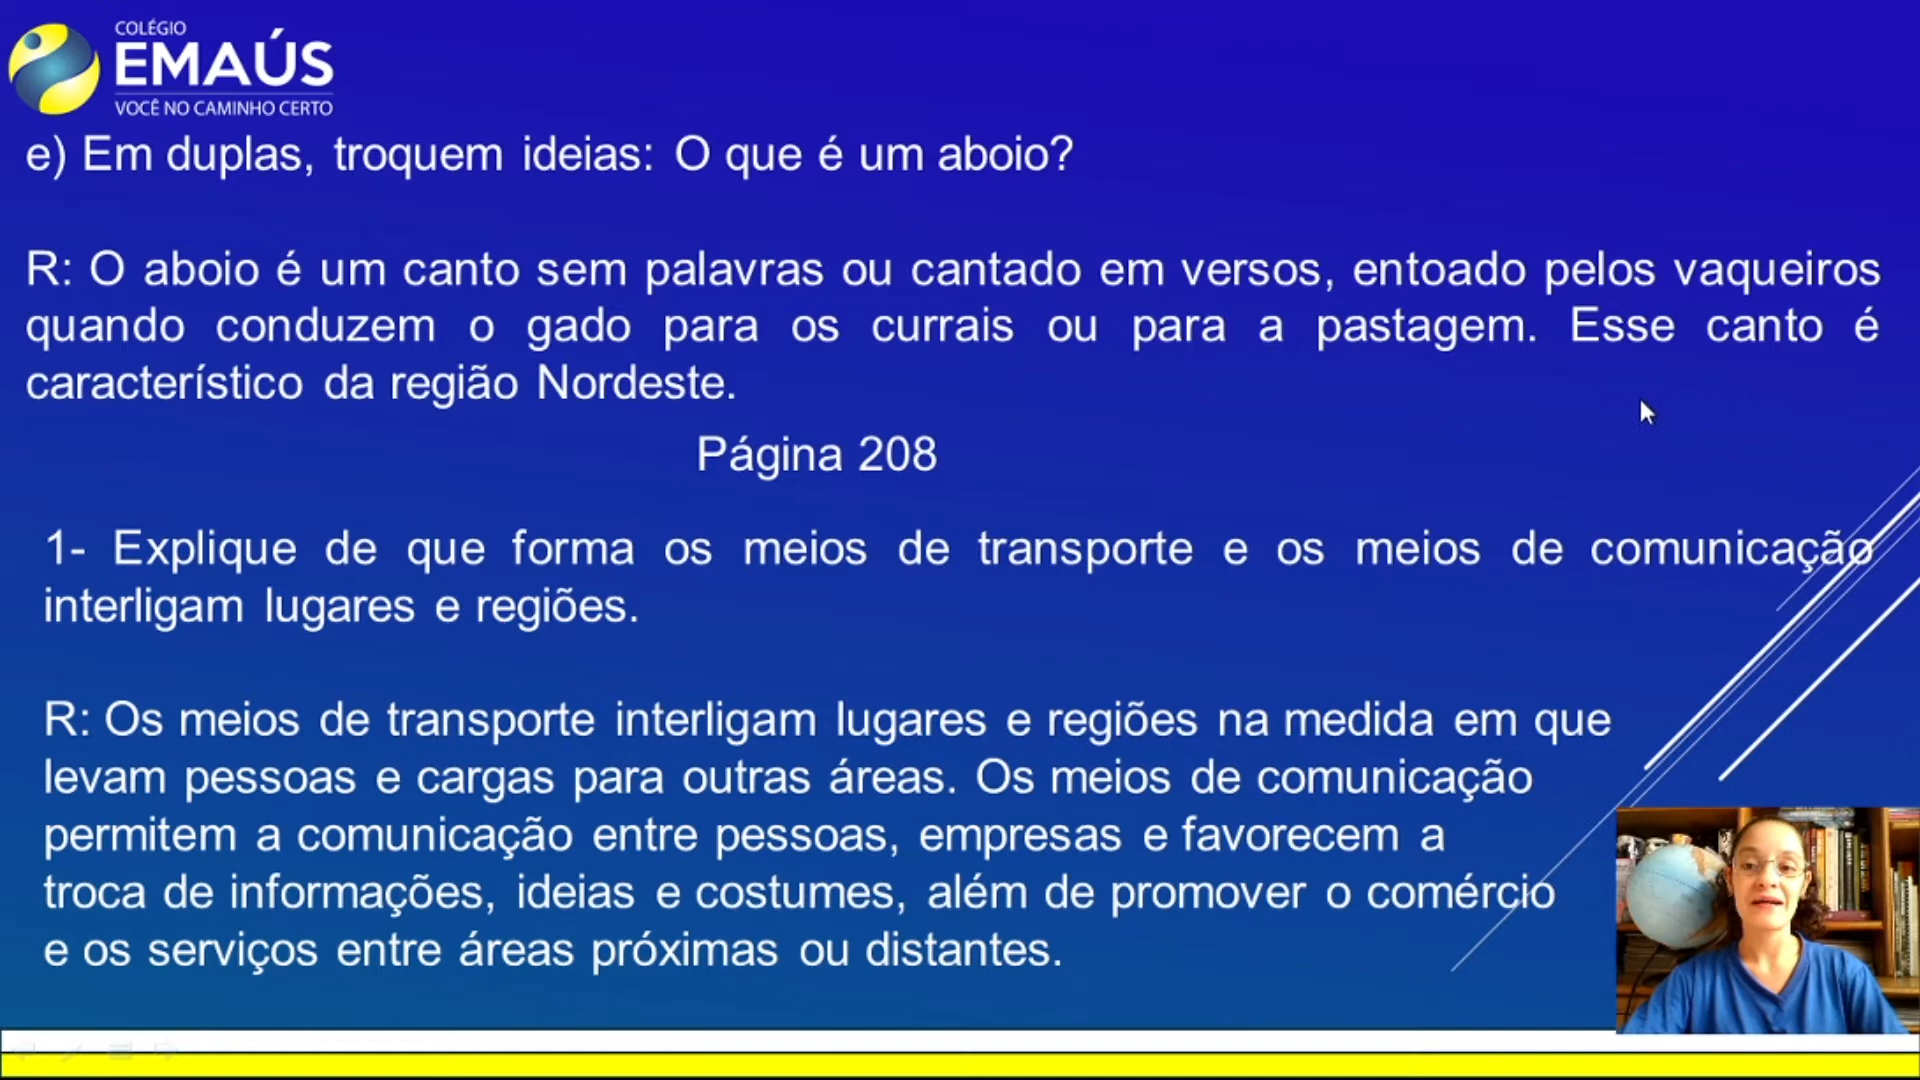 COLÉGIO
EMAÚS
VOCÊ NO CAMINHO CERTO
e) Em duplas, troquem ideias: O que é um aboio?
R: O aboio é um canto sem palavras ou cantado em versos, entoado pelos vaqueiros
quando conduzem o gado para os currais ou para a pastagem. Esse canto é
característico da região Nordeste.
Página 208
1- Explique de que forma os meios de transporte e os meios de comunicação
interligam lugares e regiões.
R: Os meios de transporte interligam lugares e regiões na medida em que
levam pessoas e cargas para outras áreas. Os meios de comunicação
permitem a comunicação entre pessoas, empresas e favorecem a
troca de informações, ideias e costumes, além de promover o comércio
e os serviços entre áreas próximas ou distantes.